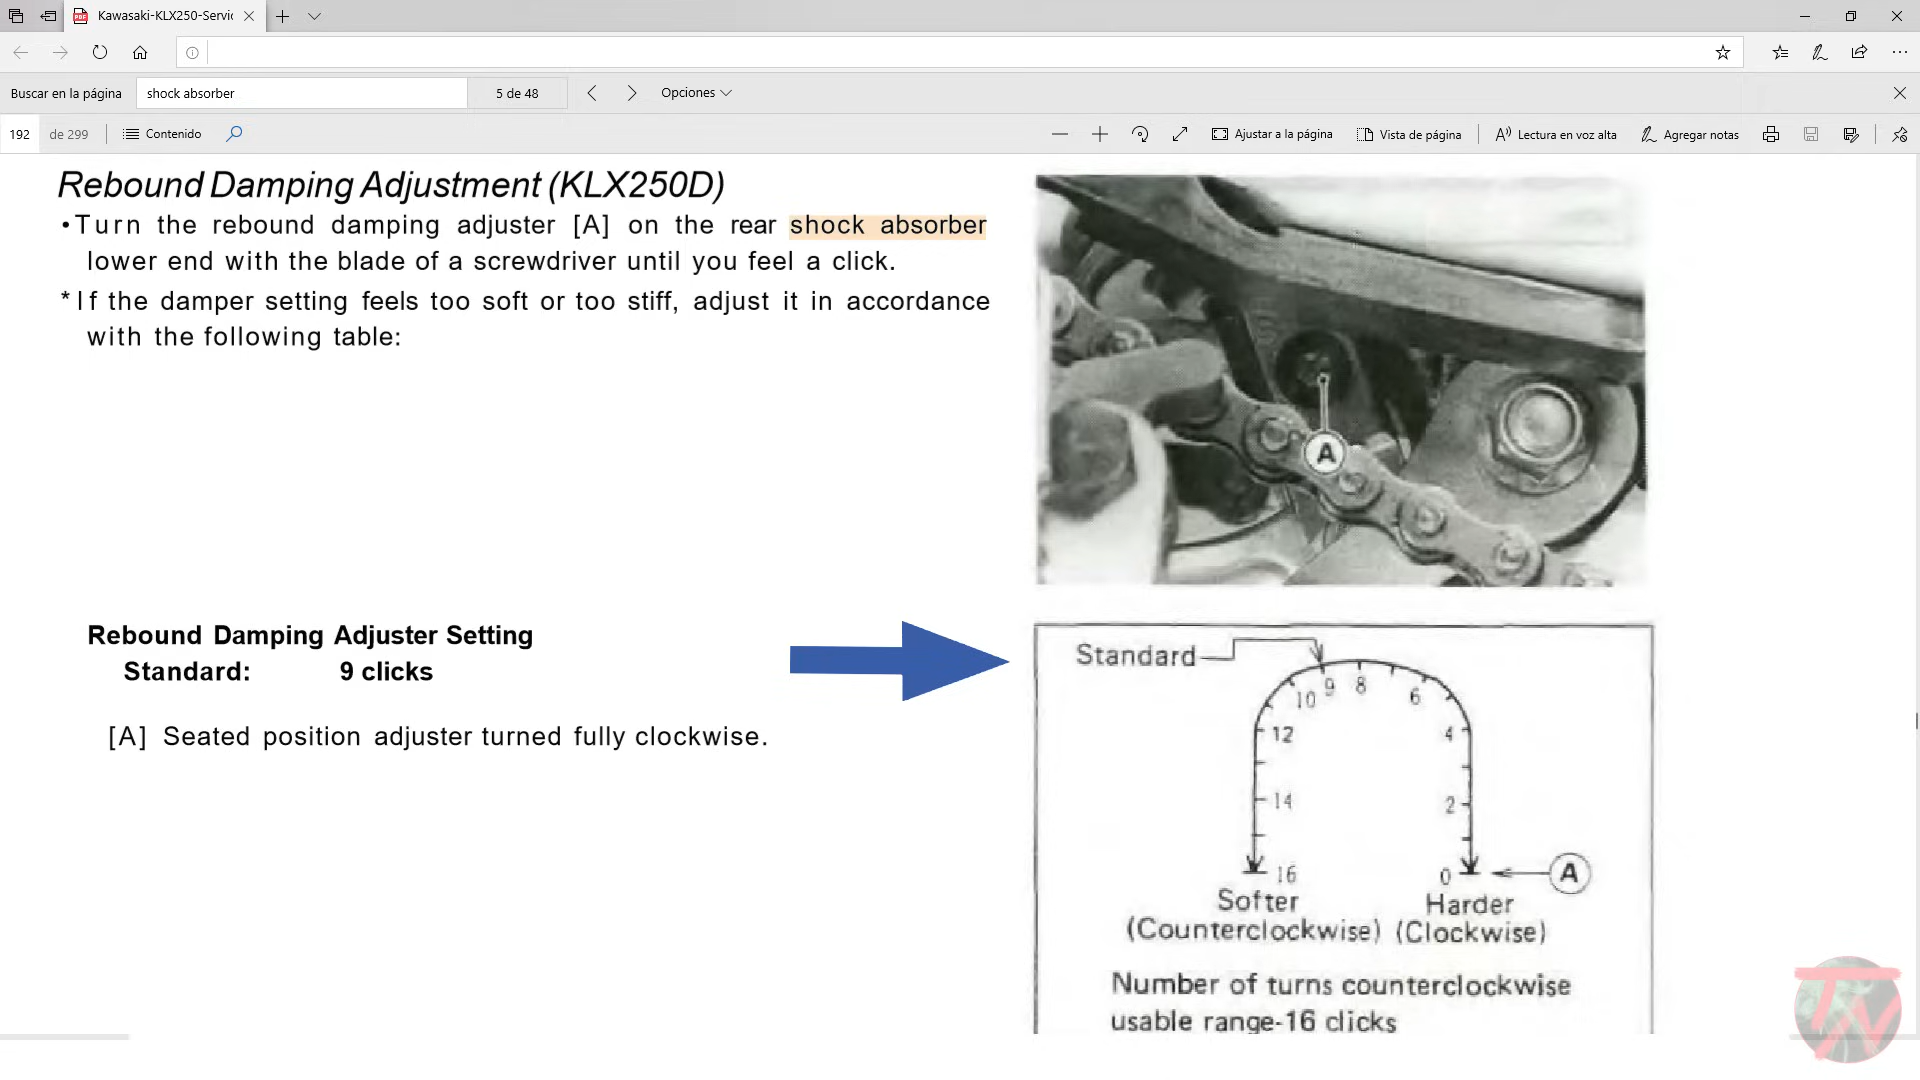 Kawasaki-KLX250-Servic
Buscar en la página
shock absorber
5 de 48
Opciones
192
de 299
Contenido
Ajustar a la página
Vista de página
Lectura en voz alta
Agregar notas
Rebound Damping Adjustment (KLX250D)
•Turn the rebound damping adjuster [A] on the rear shock absorber
lower end with the blade of a screwdriver until you feel a click.
*If the damper setting feels too soft or too stiff, adjust it in accordance
with the following table:
A
Rebound Damping Adjuster Setting
Standard: 9 clicks
[A] Seated position adjuster turned fully clockwise.
Standard
10 9 8 6
12 4
14 2
16 0 A
Softer Harder
(Counterclockwise) (Clockwise)
Number of turns counterclockwise
usable range-16 clicks
TN